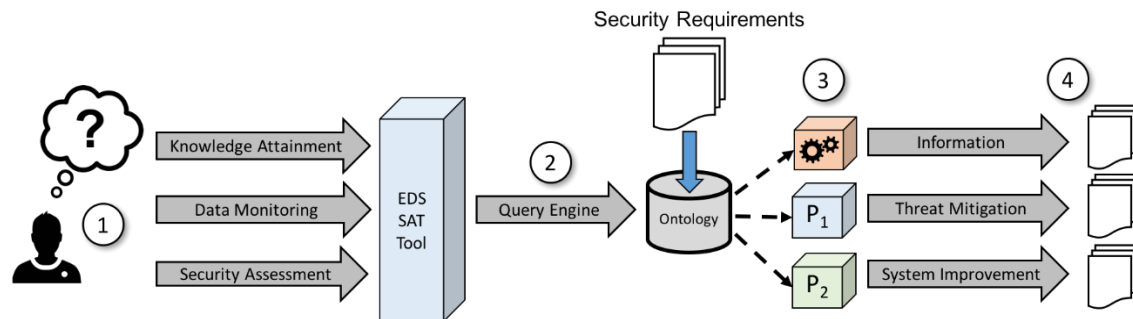 Security Requirements
?
1
Knowledge Attainment
Data Monitoring
Security Assessment
EDS
SAT
Tool
2
Query Engine
Ontology
3
P₁
P₂
4
Information
Threat Mitigation
System Improvement